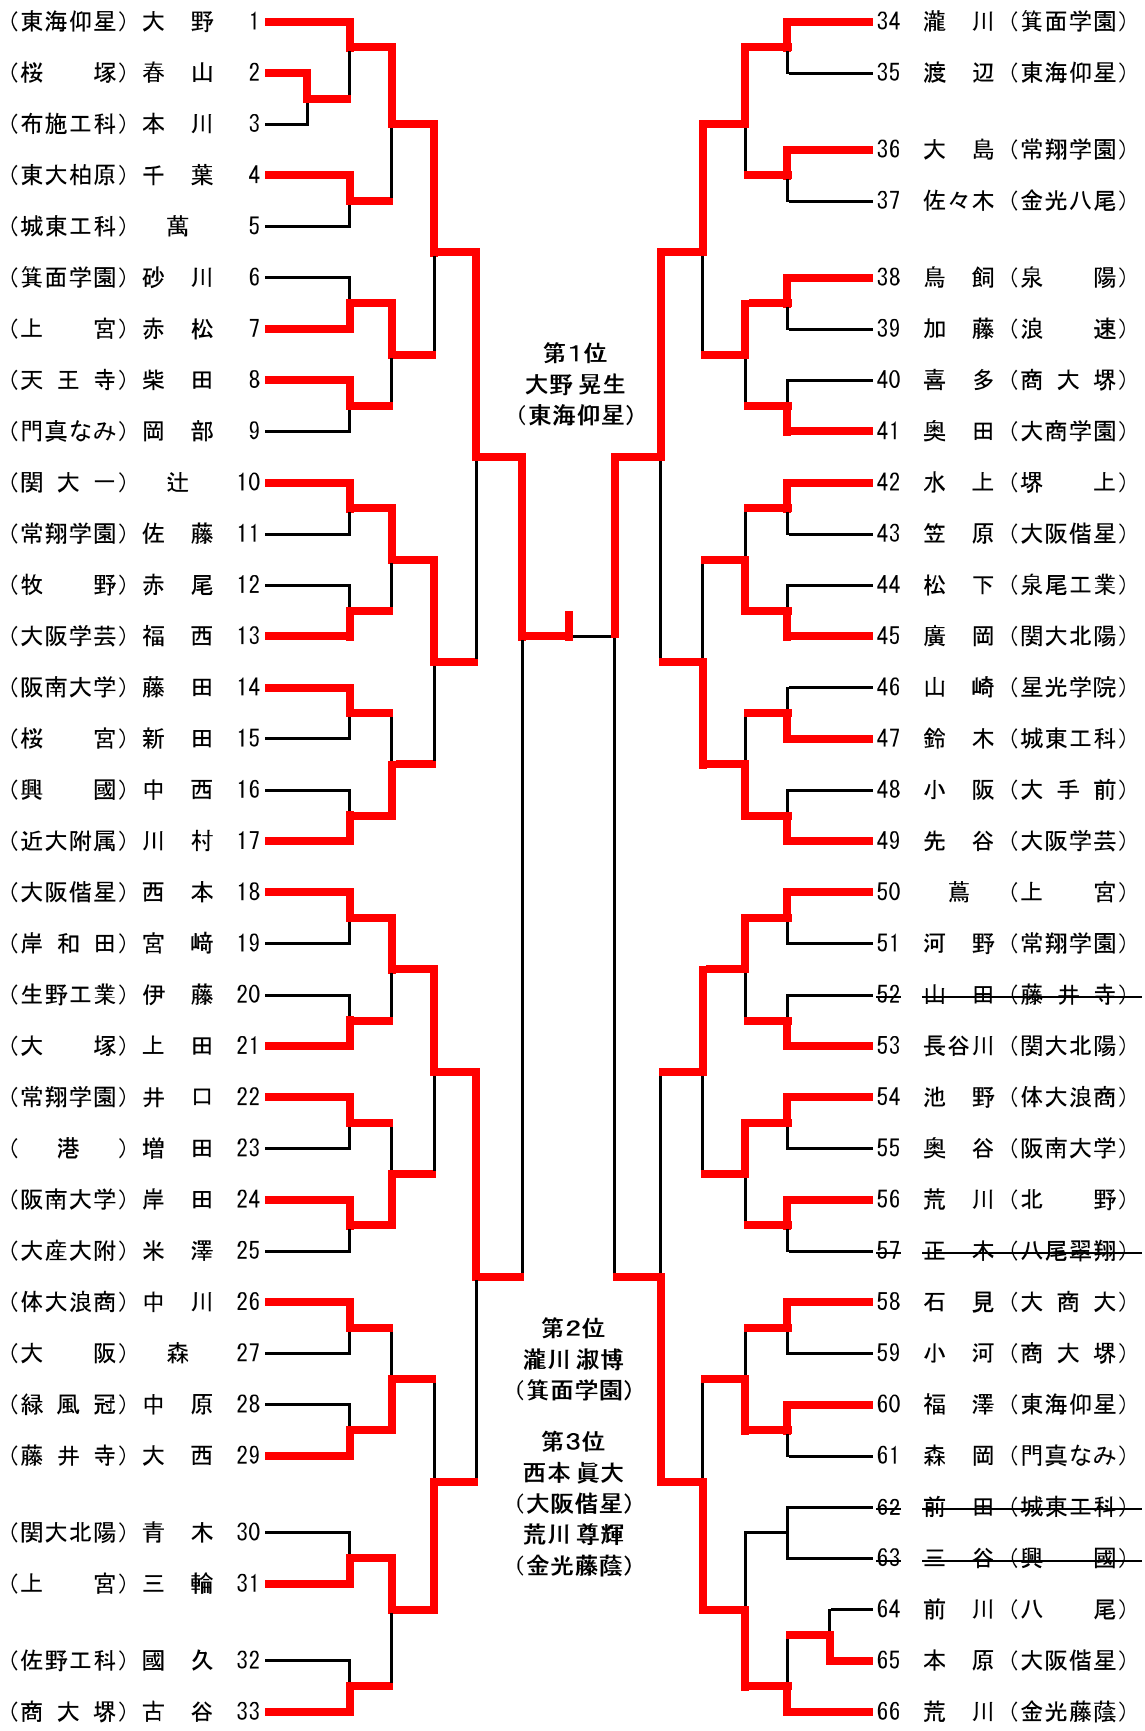 (東海仰星) 大 野 1
(桜 塚) 春 山 2
(布施工科) 本 川 3
(東大柏原) 千 葉 4
(城東工科) 萬 5
(箕面学園) 砂 川 6
(上 宮) 赤 松 7
(天 王 寺) 柴 田 8
(門真なみ) 岡 部 9
(関 大 一) 辻 10
(常翔学園) 佐 藤 11
(牧 野) 赤 尾 12
(大阪学芸) 福 西 13
(阪南大学) 藤 田 14
(桜 宮) 新 田 15
(興 國) 中 西 16
(近大附属) 川 村 17
(大阪偕星) 西 本 18
(岸 和 田) 宮 﨑 19
(生野工業) 伊 藤 20
(大 塚) 上 田 21
(常翔学園) 井 口 22
( 港 ) 増 田 23
(阪南大学) 岸 田 24
(大産大附) 米 澤 25
(体大浪商) 中 川 26
(大 阪) 森 27
(緑 風 冠) 中 原 28
(藤 井 寺) 大 西 29
(関大北陽) 青 木 30
(上 宮) 三 輪 31
(佐野工科) 國 久 32
(商 大 堺) 古 谷 33
第1位
大野 晃生
(東海仰星)
第2位
瀧川 淑博
(箕面学園)
第3位
西本 眞大
(大阪偕星)
荒川 尊輝
(金光藤蔭)
34 瀧 川 (箕面学園)
35 渡 辺 (東海仰星)
36 大 島 (常翔学園)
37 佐々木 (金光八尾)
38 鳥 飼 (泉 陽)
39 加 藤 (浪 速)
40 喜 多 (商 大 堺)
41 奥 田 (大商学園)
42 水 上 (堺 上)
43 笠 原 (大阪偕星)
44 松 下 (泉尾工業)
45 廣 岡 (関大北陽)
46 山 崎 (星光学院)
47 鈴 木 (城東工科)
48 小 阪 (大 手 前)
49 先 谷 (大阪学芸)
50 蔦 (上 宮)
51 河 野 (常翔学園)
52 山 田 (藤 井 寺)
53 長谷川 (関大北陽)
54 池 野 (体大浪商)
55 奥 谷 (阪南大学)
56 荒 川 (北 野)
57 正 木 (八尾翠翔)
58 石 見 (大 商 大)
59 小 河 (商 大 堺)
60 福 澤 (東海仰星)
61 森 岡 (門真なみ)
62 前 田 (城東工科)
63 三 谷 (興 國)
64 前 川 (八 尾)
65 本 原 (大阪偕星)
66 荒 川 (金光藤蔭)